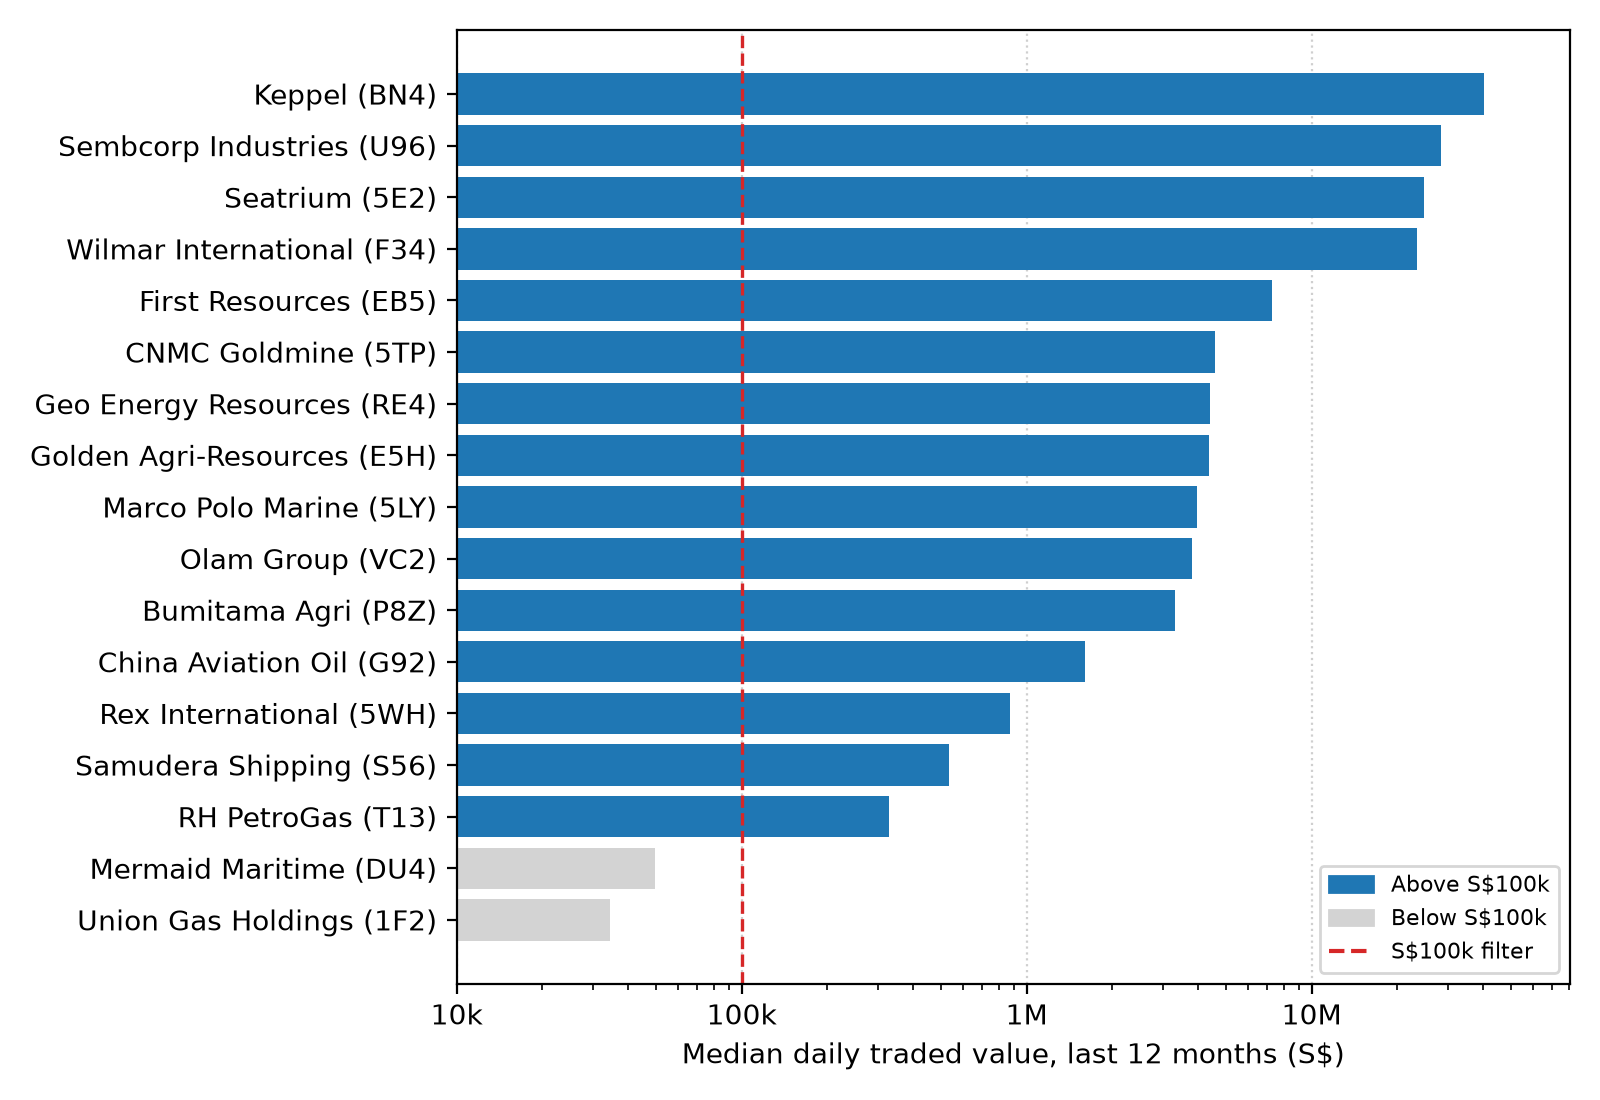 Keppel (BN4)
Sembcorp Industries (U96)
Seatrium (5E2)
Wilmar International (F34)
First Resources (EB5)
CNMC Goldmine (5TP)
Geo Energy Resources (RE4)
Golden Agri-Resources (E5H)
Marco Polo Marine (5LY)
Olam Group (VC2)
Bumitama Agri (P8Z)
China Aviation Oil (G92)
Rex International (5WH)
Samudera Shipping (S56)
RH PetroGas (T13)
Mermaid Maritime (DU4)
Union Gas Holdings (1F2)
Above S$100k
Below S$100k
S$100k filter
10k 100k 1M 10M
Median daily traded value, last 12 months (S$)